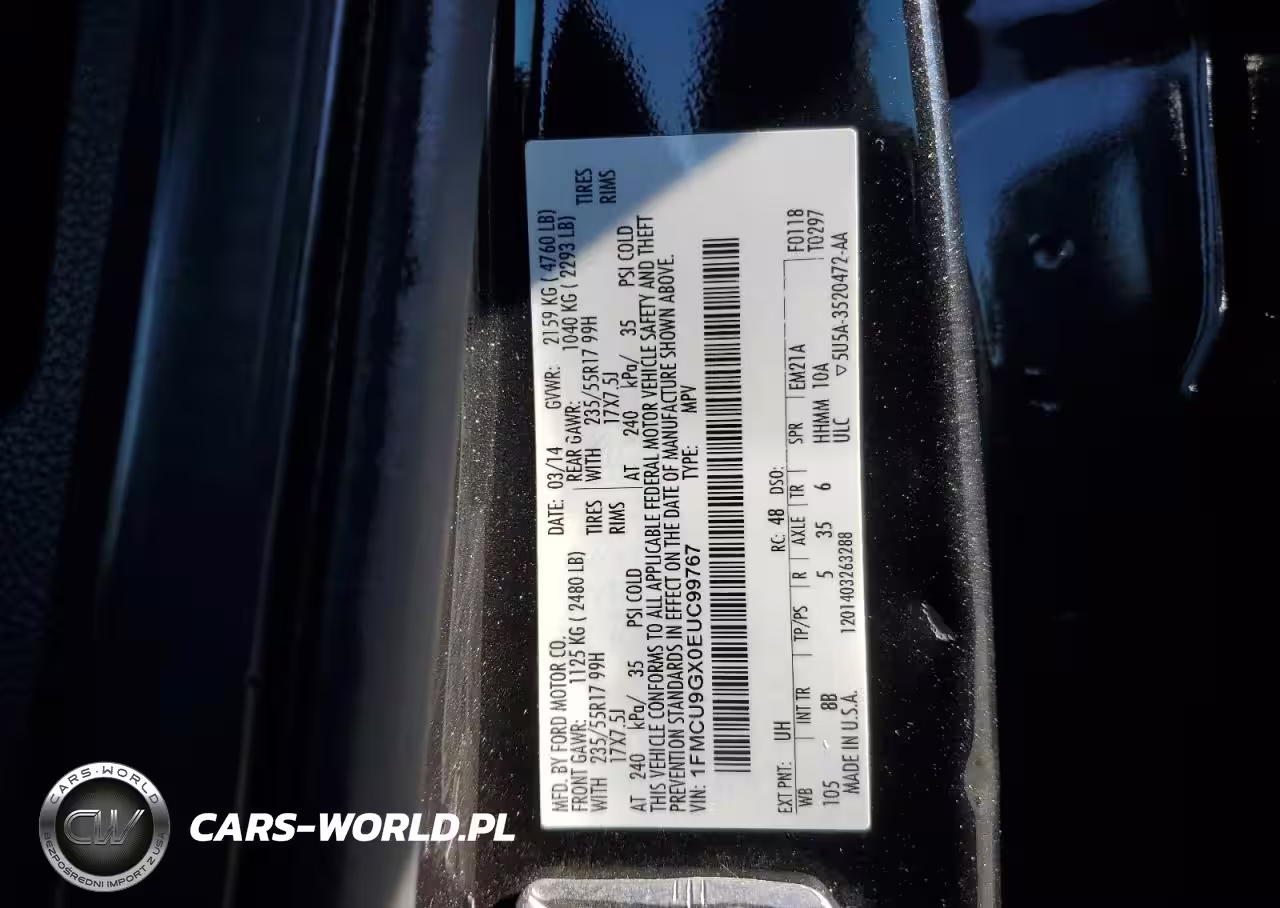 MFD. BY FORD MOTOR CO.
DATE: 03/14 GVWR: 2159 KG ( 4760 LB)
FRONT GAWR: 1125 KG ( 2480 LB)
REAR GAWR: 1040 KG ( 2293 LB)
WITH 235/55R17 99H TIRES
WITH 235/55R17 99H TIRES
17X7.5J RIMS
17X7.5J RIMS
AT 240 kPa/ 35 PSI COLD
AT 240 kPa/ 35 PSI COLD
THIS VEHICLE CONFORMS TO ALL APPLICABLE FEDERAL MOTOR VEHICLE SAFETY AND THEFT
PREVENTION STANDARDS IN EFFECT ON THE DATE OF MANUFACTURE SHOWN ABOVE.
VIN: 1FMCU9GX0EUC99767 TYPE: MPV
EXT PNT: UH RC: 48 DSO: F0118
WB INT TR TP/PS R AXLE TR SPR EM21A T0297
105 8B 5 35 6 HHMM 10A
MADE IN U.S.A. 1201403263288 ULC ▽5U5A-3520472-AA
CARS-WORLD
CW
BEZPOŚREDNI IMPORT Z USA
CARS-WORLD.PL